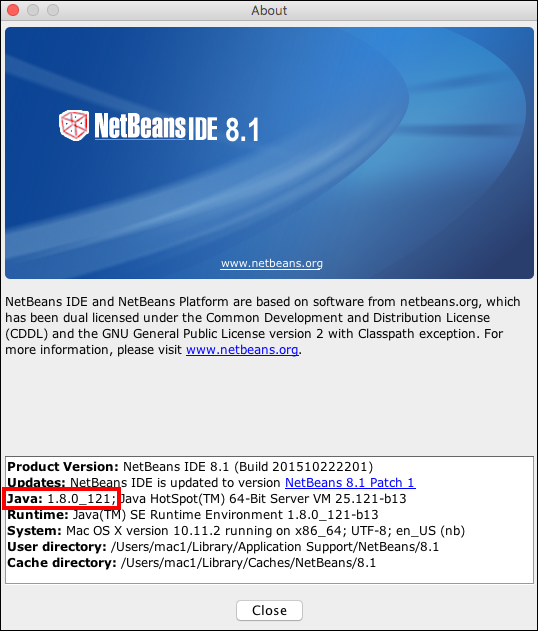 About
NetBeans IDE 8.1
www.netbeans.org
NetBeans IDE and NetBeans Platform are based on software from netbeans.org, which
has been dual licensed under the Common Development and Distribution License
(CDDL) and the GNU General Public License version 2 with Classpath exception. For
more information, please visit www.netbeans.org.
Product Version: NetBeans IDE 8.1 (Build 201510222201)
Updates: NetBeans IDE is updated to version NetBeans 8.1 Patch 1
Java: 1.8.0_121; Java HotSpot(TM) 64-Bit Server VM 25.121-b13
Runtime: Java(TM) SE Runtime Environment 1.8.0_121-b13
System: Mac OS X version 10.11.2 running on x86_64; UTF-8; en_US (nb)
User directory: /Users/mac1/Library/Application Support/NetBeans/8.1
Cache directory: /Users/mac1/Library/Caches/NetBeans/8.1
Close